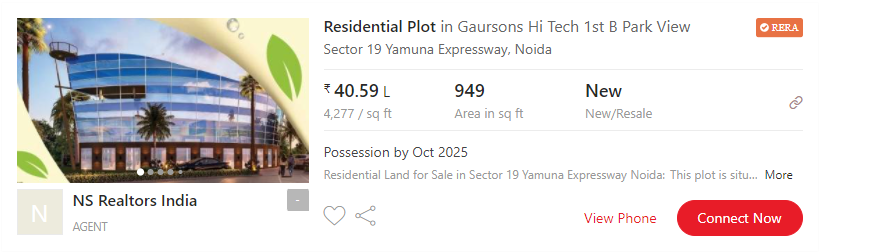 Residential Plot in Gaursons Hi Tech 1st B Park View
RERA
Sector 19 Yamuna Expressway, Noida
₹ 40.59 L
4,277 / sq ft
949
Area in sq ft
New
New/Resale
Possession by Oct 2025
Residential Land for Sale in Sector 19 Yamuna Expressway Noida: This plot is situ... More
N
NS Realtors India
AGENT
-
View Phone
Connect Now